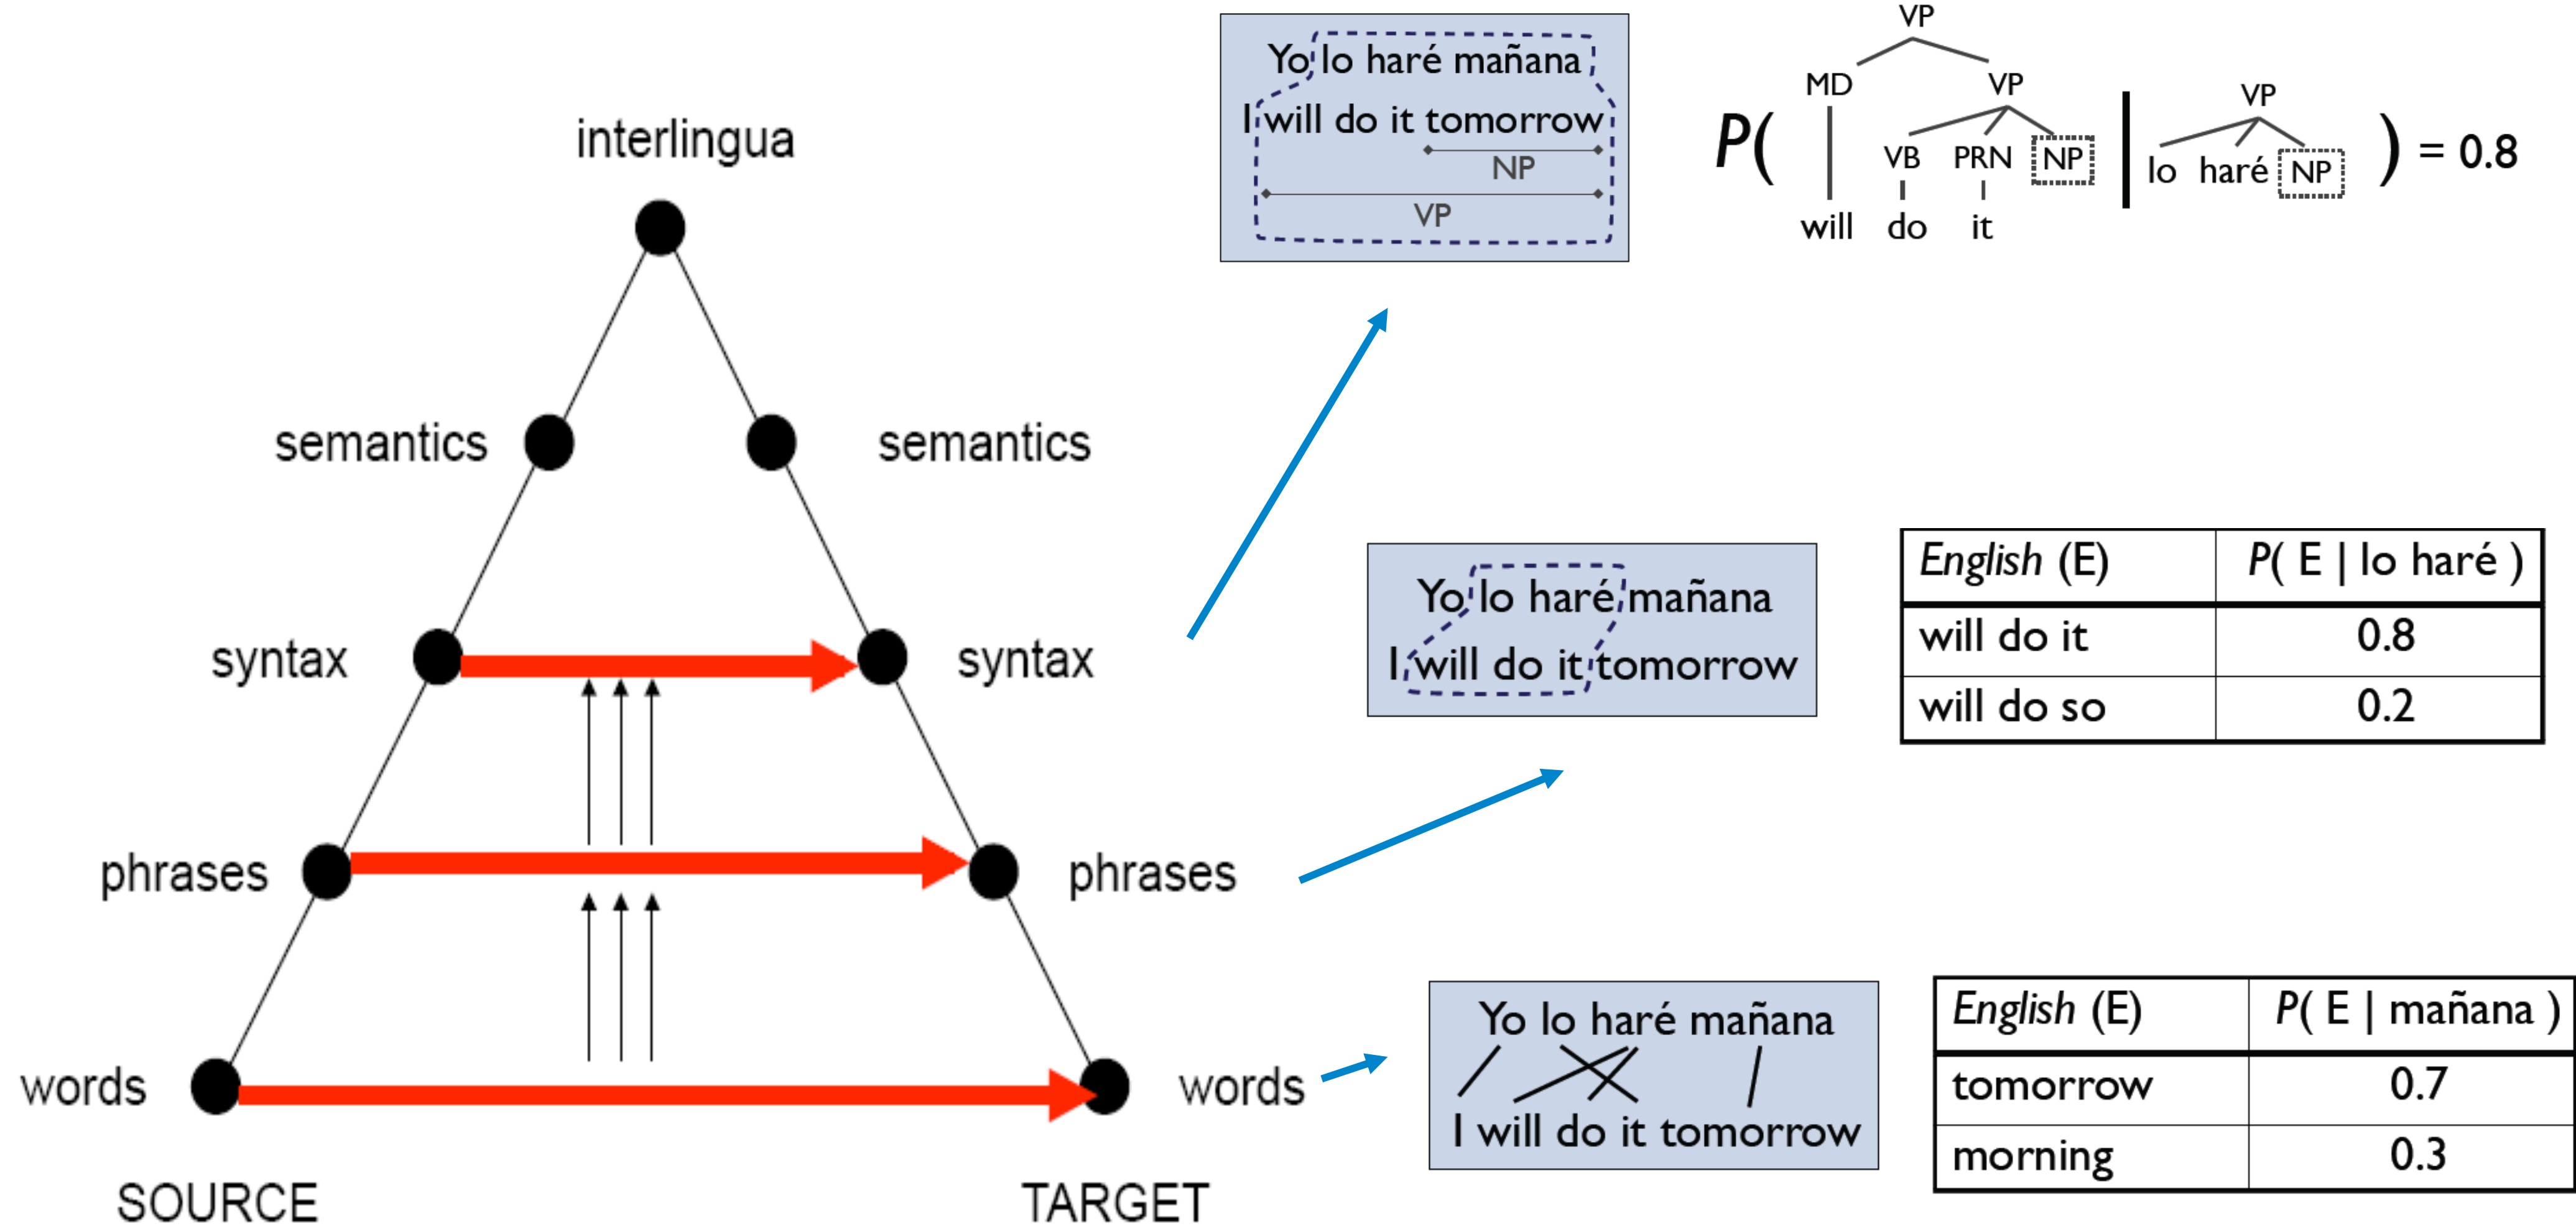 interlingua
semantics
semantics
syntax
syntax
phrases
phrases
words
words
SOURCE
TARGET
Yo lo haré mañana
I will do it tomorrow
NP
VP
VP
MD VP
VB PRN NP
will do it
P( | ) = 0.8
VP
lo haré NP
Yo lo haré mañana
I will do it tomorrow
English (E) P( E | lo haré )
will do it 0.8
will do so 0.2
Yo lo haré mañana
I will do it tomorrow
English (E) P( E | mañana )
tomorrow 0.7
morning 0.3